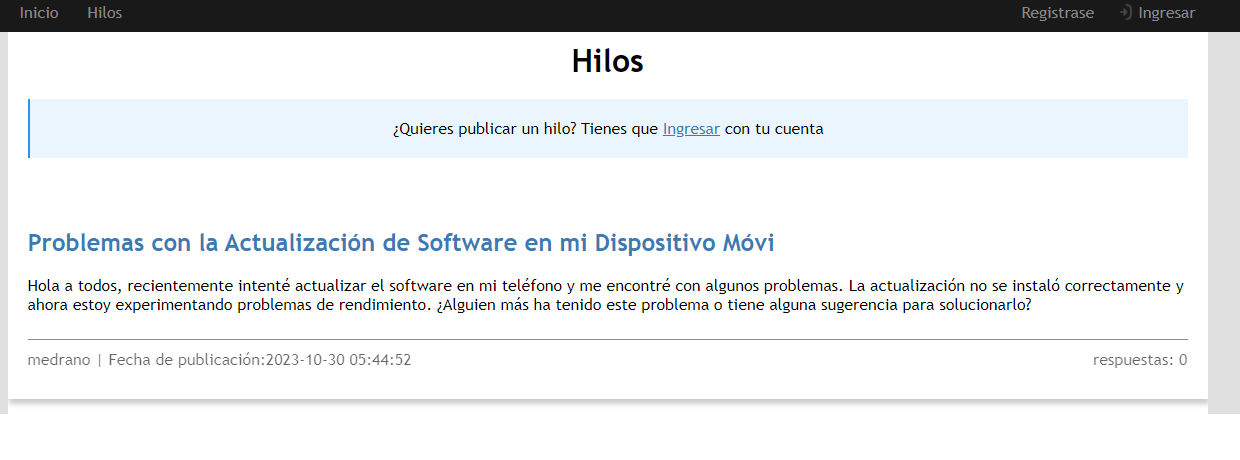 Inicio Hilos Registrase Ingresar
Hilos
¿Quieres publicar un hilo? Tienes que Ingresar con tu cuenta
Problemas con la Actualización de Software en mi Dispositivo Móvi
Hola a todos, recientemente intenté actualizar el software en mi teléfono y me encontré con algunos problemas. La actualización no se instaló correctamente y
ahora estoy experimentando problemas de rendimiento. ¿Alguien más ha tenido este problema o tiene alguna sugerencia para solucionarlo?
medrano | Fecha de publicación:2023-10-30 05:44:52 respuestas: 0